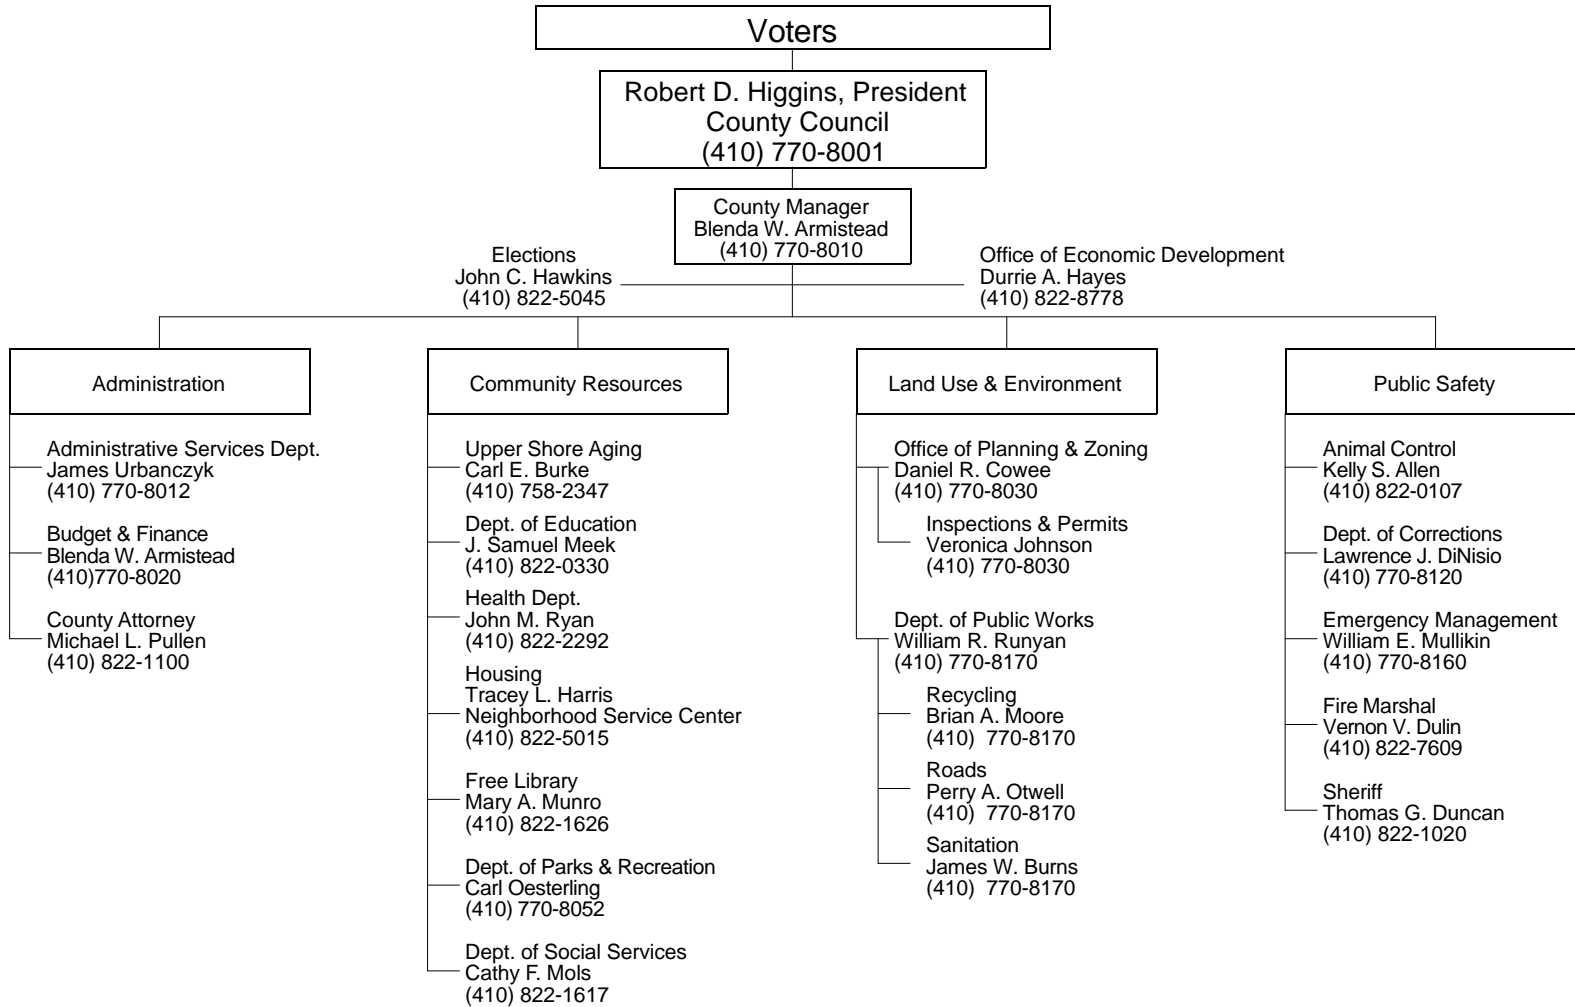 Voters
Robert D. Higgins, President
County Council
(410) 770-8001
County Manager
Blenda W. Armistead
(410) 770-8010
Elections
John C. Hawkins
(410) 822-5045
Office of Economic Development
Durrie A. Hayes
(410) 822-8778
Administration
Administrative Services Dept.
James Urbanczyk
(410) 770-8012
Budget & Finance
Blenda W. Armistead
(410)770-8020
County Attorney
Michael L. Pullen
(410) 822-1100
Community Resources
Upper Shore Aging
Carl E. Burke
(410) 758-2347
Dept. of Education
J. Samuel Meek
(410) 822-0330
Health Dept.
John M. Ryan
(410) 822-2292
Housing
Tracey L. Harris
Neighborhood Service Center
(410) 822-5015
Free Library
Mary A. Munro
(410) 822-1626
Dept. of Parks & Recreation
Carl Oesterling
(410) 770-8052
Dept. of Social Services
Cathy F. Mols
(410) 822-1617
Land Use & Environment
Office of Planning & Zoning
Daniel R. Cowee
(410) 770-8030
Inspections & Permits
Veronica Johnson
(410) 770-8030
Dept. of Public Works
William R. Runyan
(410) 770-8170
Recycling
Brian A. Moore
(410)  770-8170
Roads
Perry A. Otwell
(410)  770-8170
Sanitation
James W. Burns
(410)  770-8170
Public Safety
Animal Control
Kelly S. Allen
(410) 822-0107
Dept. of Corrections
Lawrence J. DiNisio
(410) 770-8120
Emergency Management
William E. Mullikin
(410) 770-8160
Fire Marshal
Vernon V. Dulin
(410) 822-7609
Sheriff
Thomas G. Duncan
(410) 822-1020